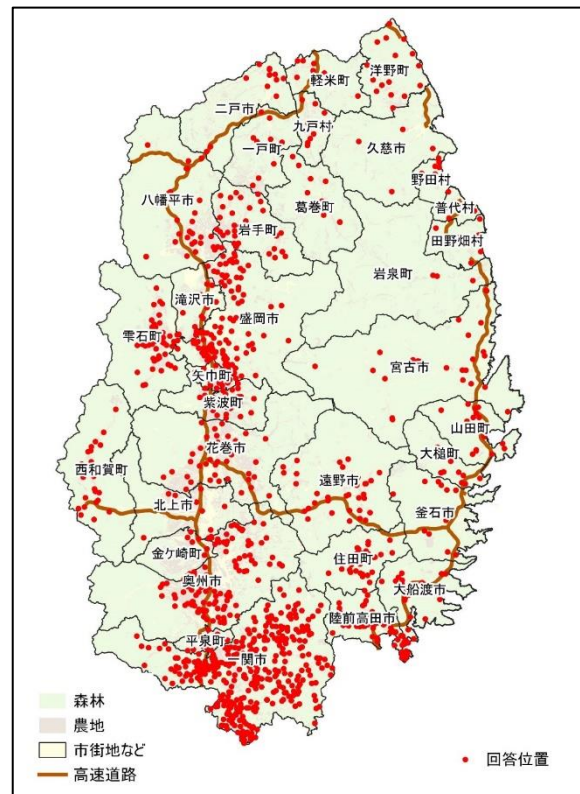 洋野町
軽米町
二戸市
九戸村
一戸町
久慈市
野田村
八幡平市
葛巻町
普代村
岩手町
田野畑村
岩泉町
滝沢市
盛岡市
雫石町
宮古市
矢巾町
紫波町
山田町
花巻市
大槌町
西和賀町
遠野市
北上市
釜石市
金ケ崎町
住田町
奥州市
大船渡市
陸前高田市
平泉町
一関市
森林
農地
市街地など
高速道路
回答位置